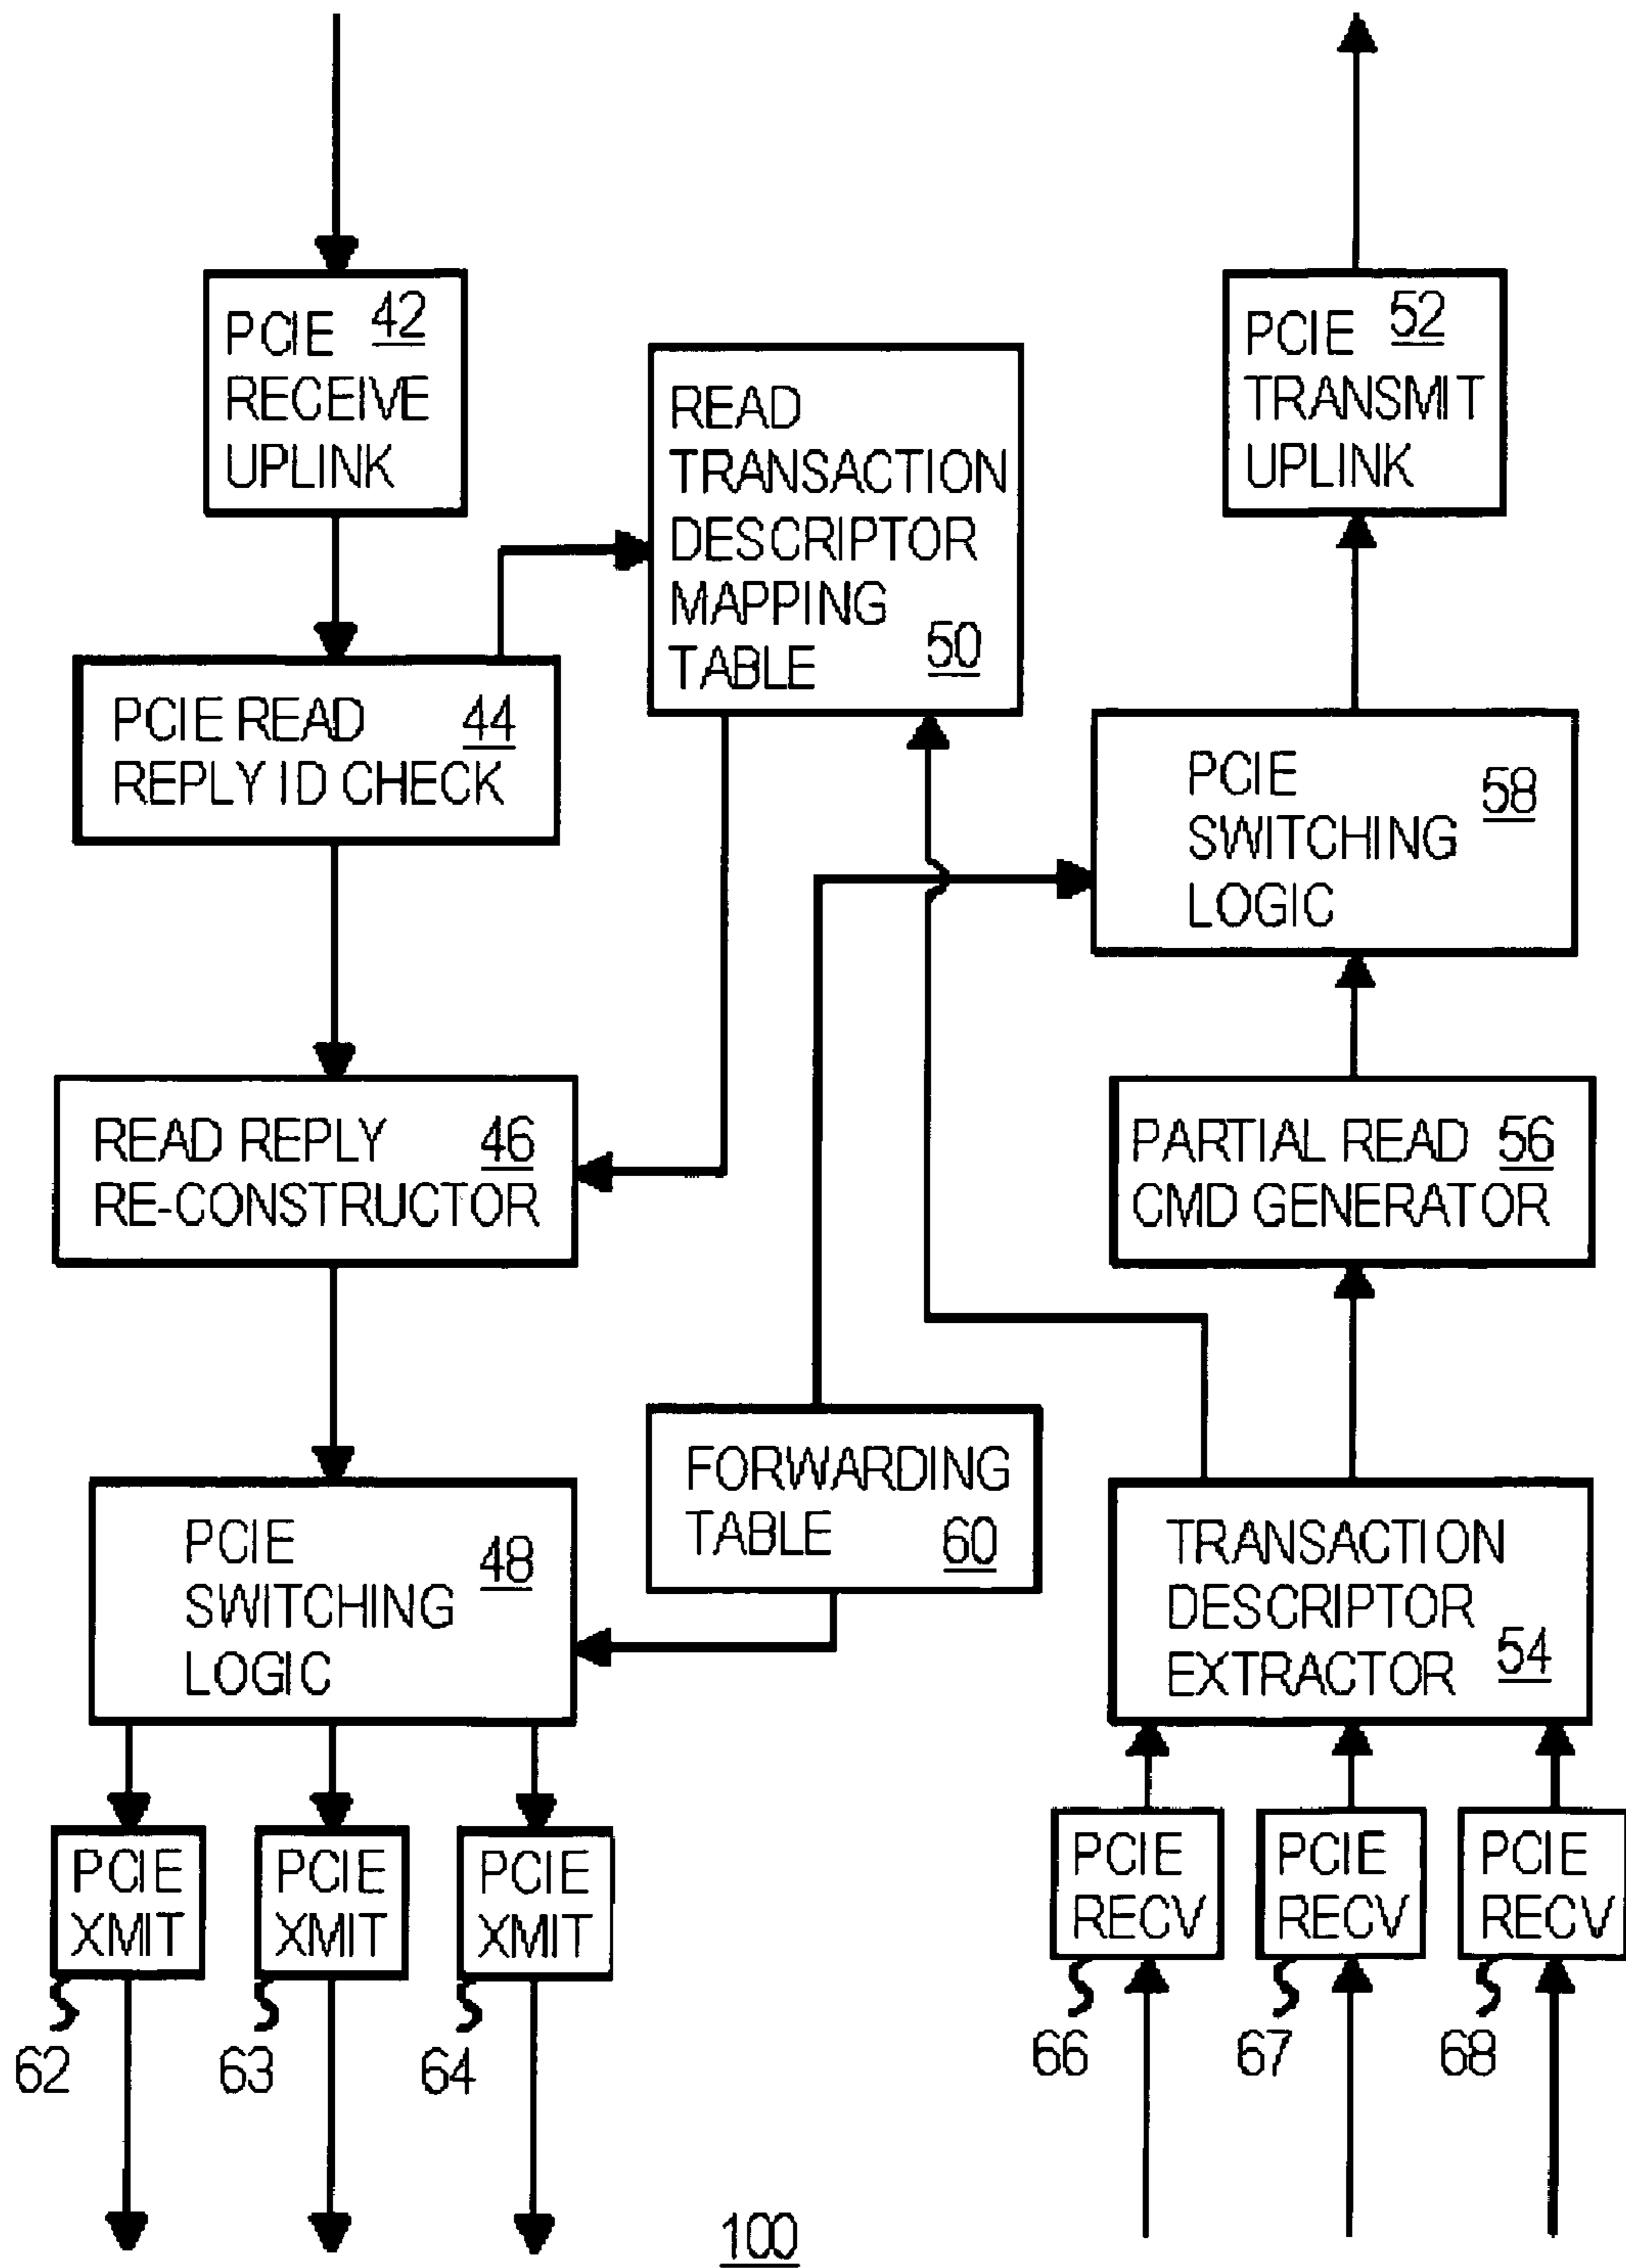 PCIE 42
RECEIVE
UPLINK
READ
TRANSACTION
DESCRIPTOR
MAPPING
TABLE 50
PCIE 52
TRANSMIT
UPLINK
PCIE READ 44
REPLY ID CHECK
PCIE 58
SWITCHING
LOGIC
READ REPLY 46
RE-CONSTRUCTOR
PARTIAL READ 56
CMD GENERATOR
FORWARDING
TABLE 60
PCIE 48
SWITCHING
LOGIC
TRANSACTION
DESCRIPTOR
EXTRACTOR 54
PCIE
XMIT
62
PCIE
XMIT
63
PCIE
XMIT
64
PCIE
RECV
66
PCIE
RECV
67
PCIE
RECV
68
100